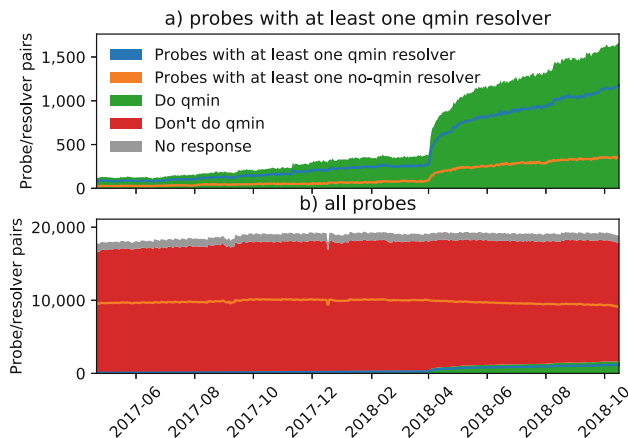 a) probes with at least one qmin resolver
Probe/resolver pairs
1,500
1,000
500
0
Probes with at least one qmin resolver
Probes with at least one no-qmin resolver
Do qmin
Don't do qmin
No response
b) all probes
Probe/resolver pairs
20,000
10,000
0
2017-06
2017-08
2017-10
2017-12
2018-02
2018-04
2018-06
2018-08
2018-10